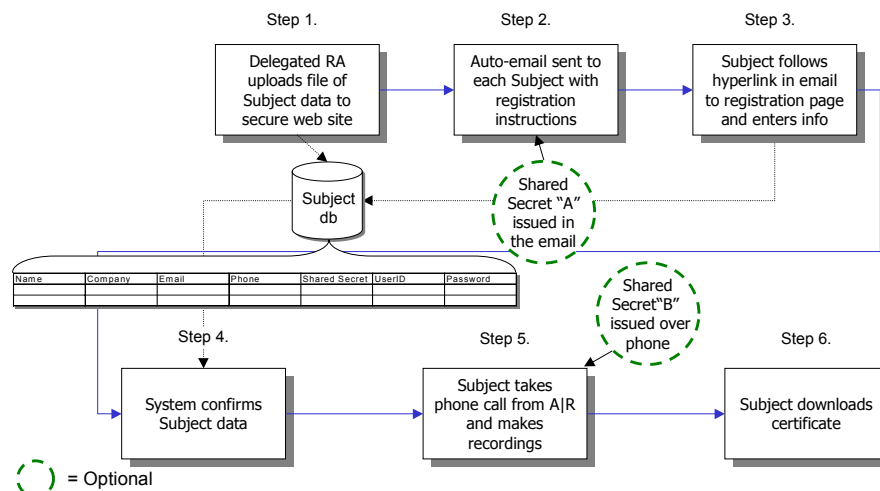 Step 1.
Step 2.
Step 3.
Delegated RA
uploads file of
Subject data to
secure web site
Auto-email sent to
each Subject with
registration
instructions
Subject follows
hyperlink in email
to registration page
and enters info
Subject
db
Shared
Secret “A”
issued in
the email
Name Company Email Phone Shared Secret UserID Password
Shared
Secret“B”
issued over
phone
Step 4.
Step 5.
Step 6.
System confirms
Subject data
Subject takes
phone call from A|R
and makes
recordings
Subject downloads
certificate
= Optional